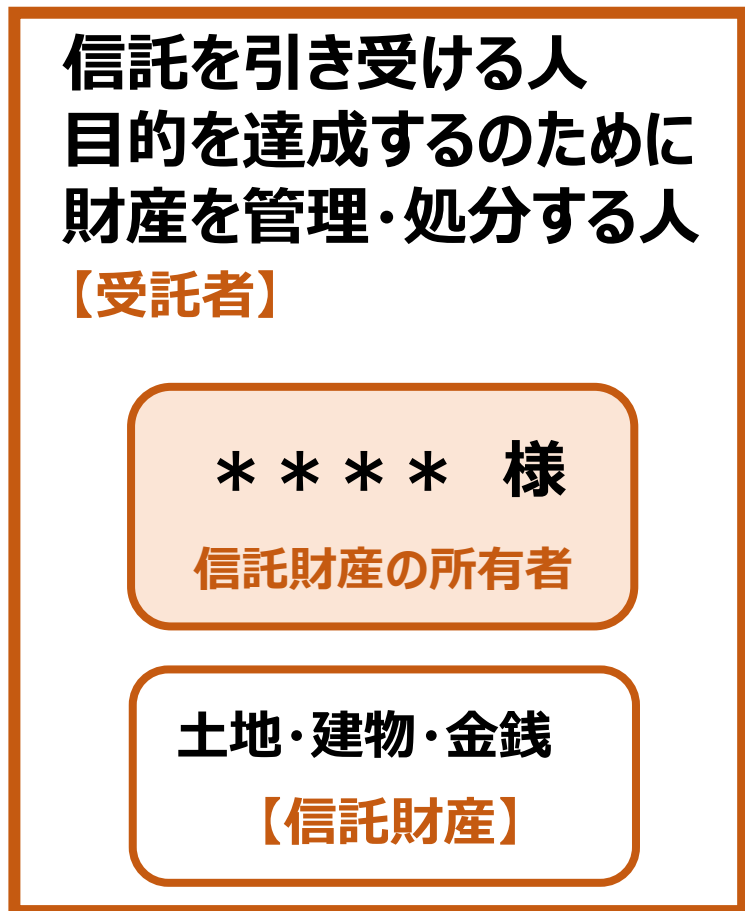 信託を引き受ける人
目的を達成するのために
財産を管理・処分する人
【受託者】
＊＊＊＊ 様
信託財産の所有者
土地・建物・金銭
【信託財産】